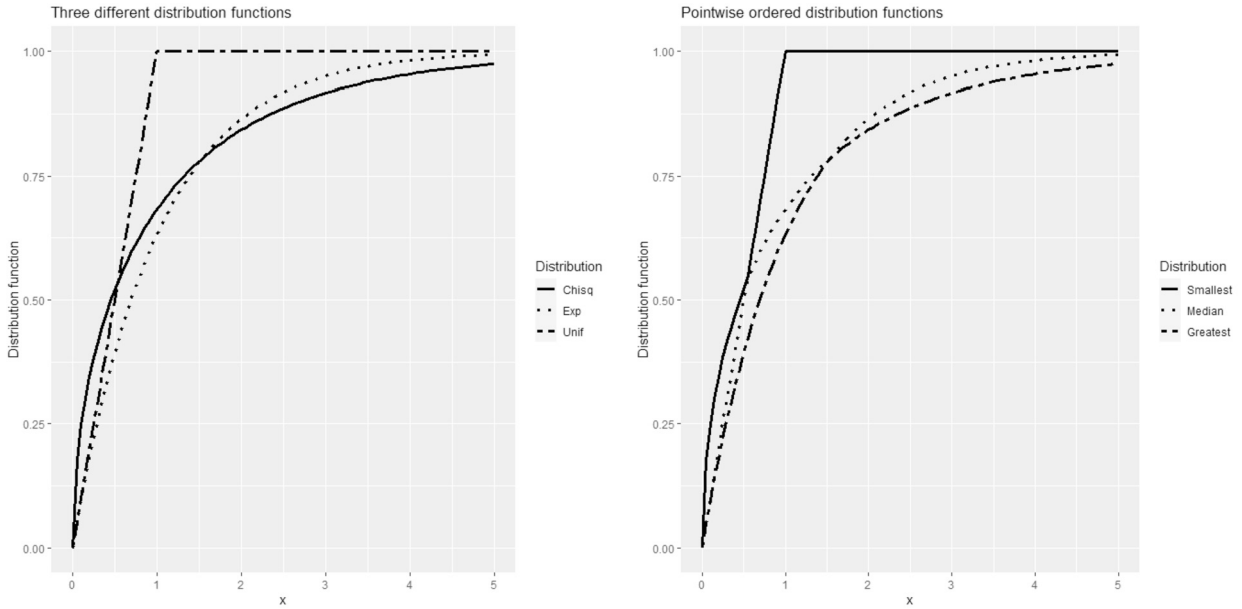 Three different distribution functions
Distribution function
1.00
0.75
0.50
0.25
0.00
0 1 2 3 4 5
x
Distribution
Chisq
Exp
Unif
Pointwise ordered distribution functions
Distribution function
1.00
0.75
0.50
0.25
0.00
0 1 2 3 4 5
x
Distribution
Smallest
Median
Greatest